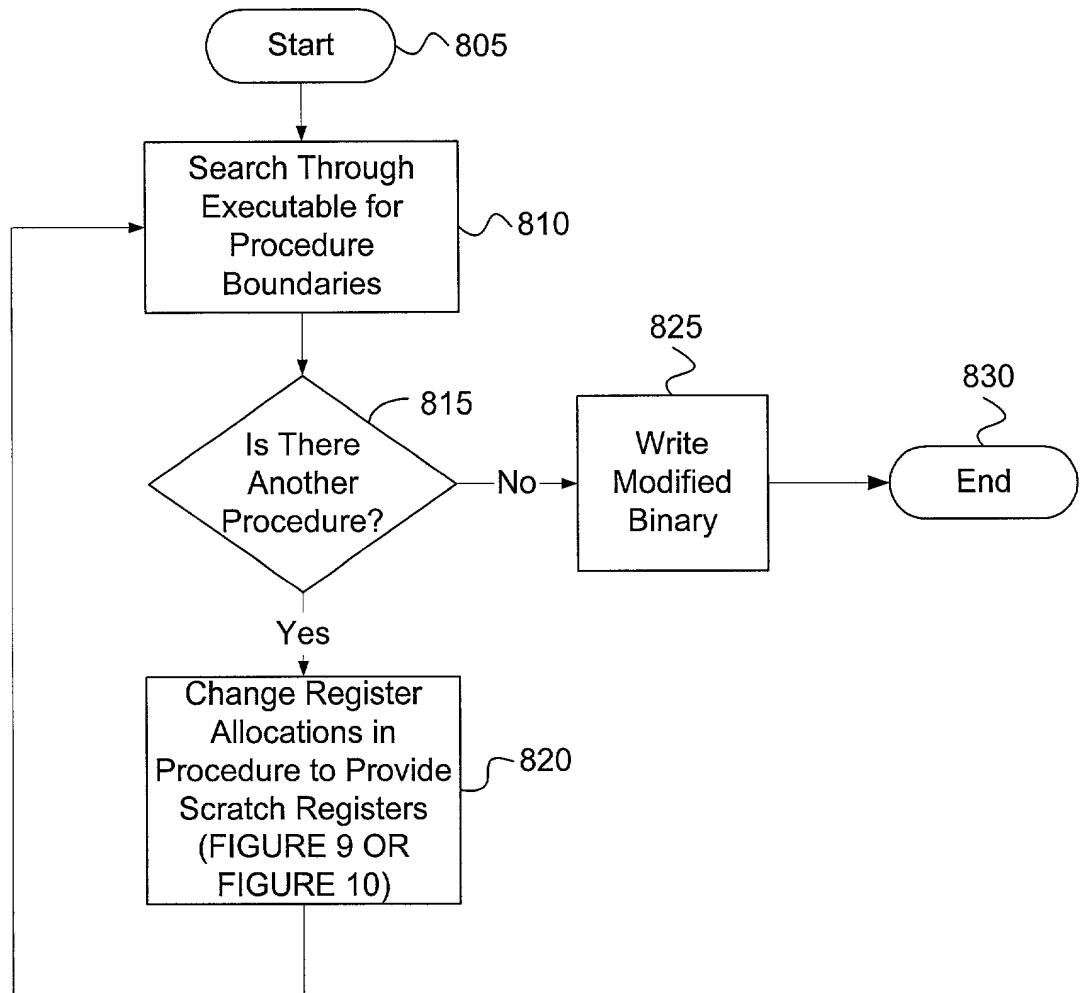 Start
805
Search Through
Executable for
Procedure
Boundaries
810
Is There
Another
Procedure?
815
No
825
Write
Modified
Binary
830
End
Yes
Change Register
Allocations in
Procedure to Provide
Scratch Registers
(FIGURE 9 OR
FIGURE 10)
820